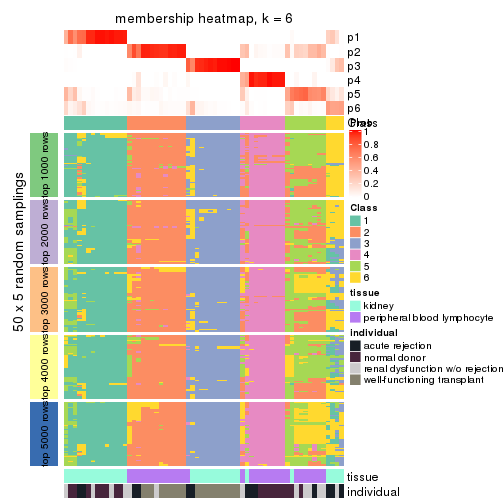 membership heatmap, k = 6
p1
p2
p3
p4
p5
p6
Class
Prob
1
0.8
0.6
0.4
0.2
0
Class
1
2
3
4
5
6
tissue
kidney
peripheral blood lymphocyte
individual
acute rejection
normal donor
renal dysfunction w/o rejection
well-functioning transplant
50 x 5 random samplings
top 1000 rows
top 2000 rows
top 3000 rows
top 4000 rows
top 5000 rows
tissue
individual